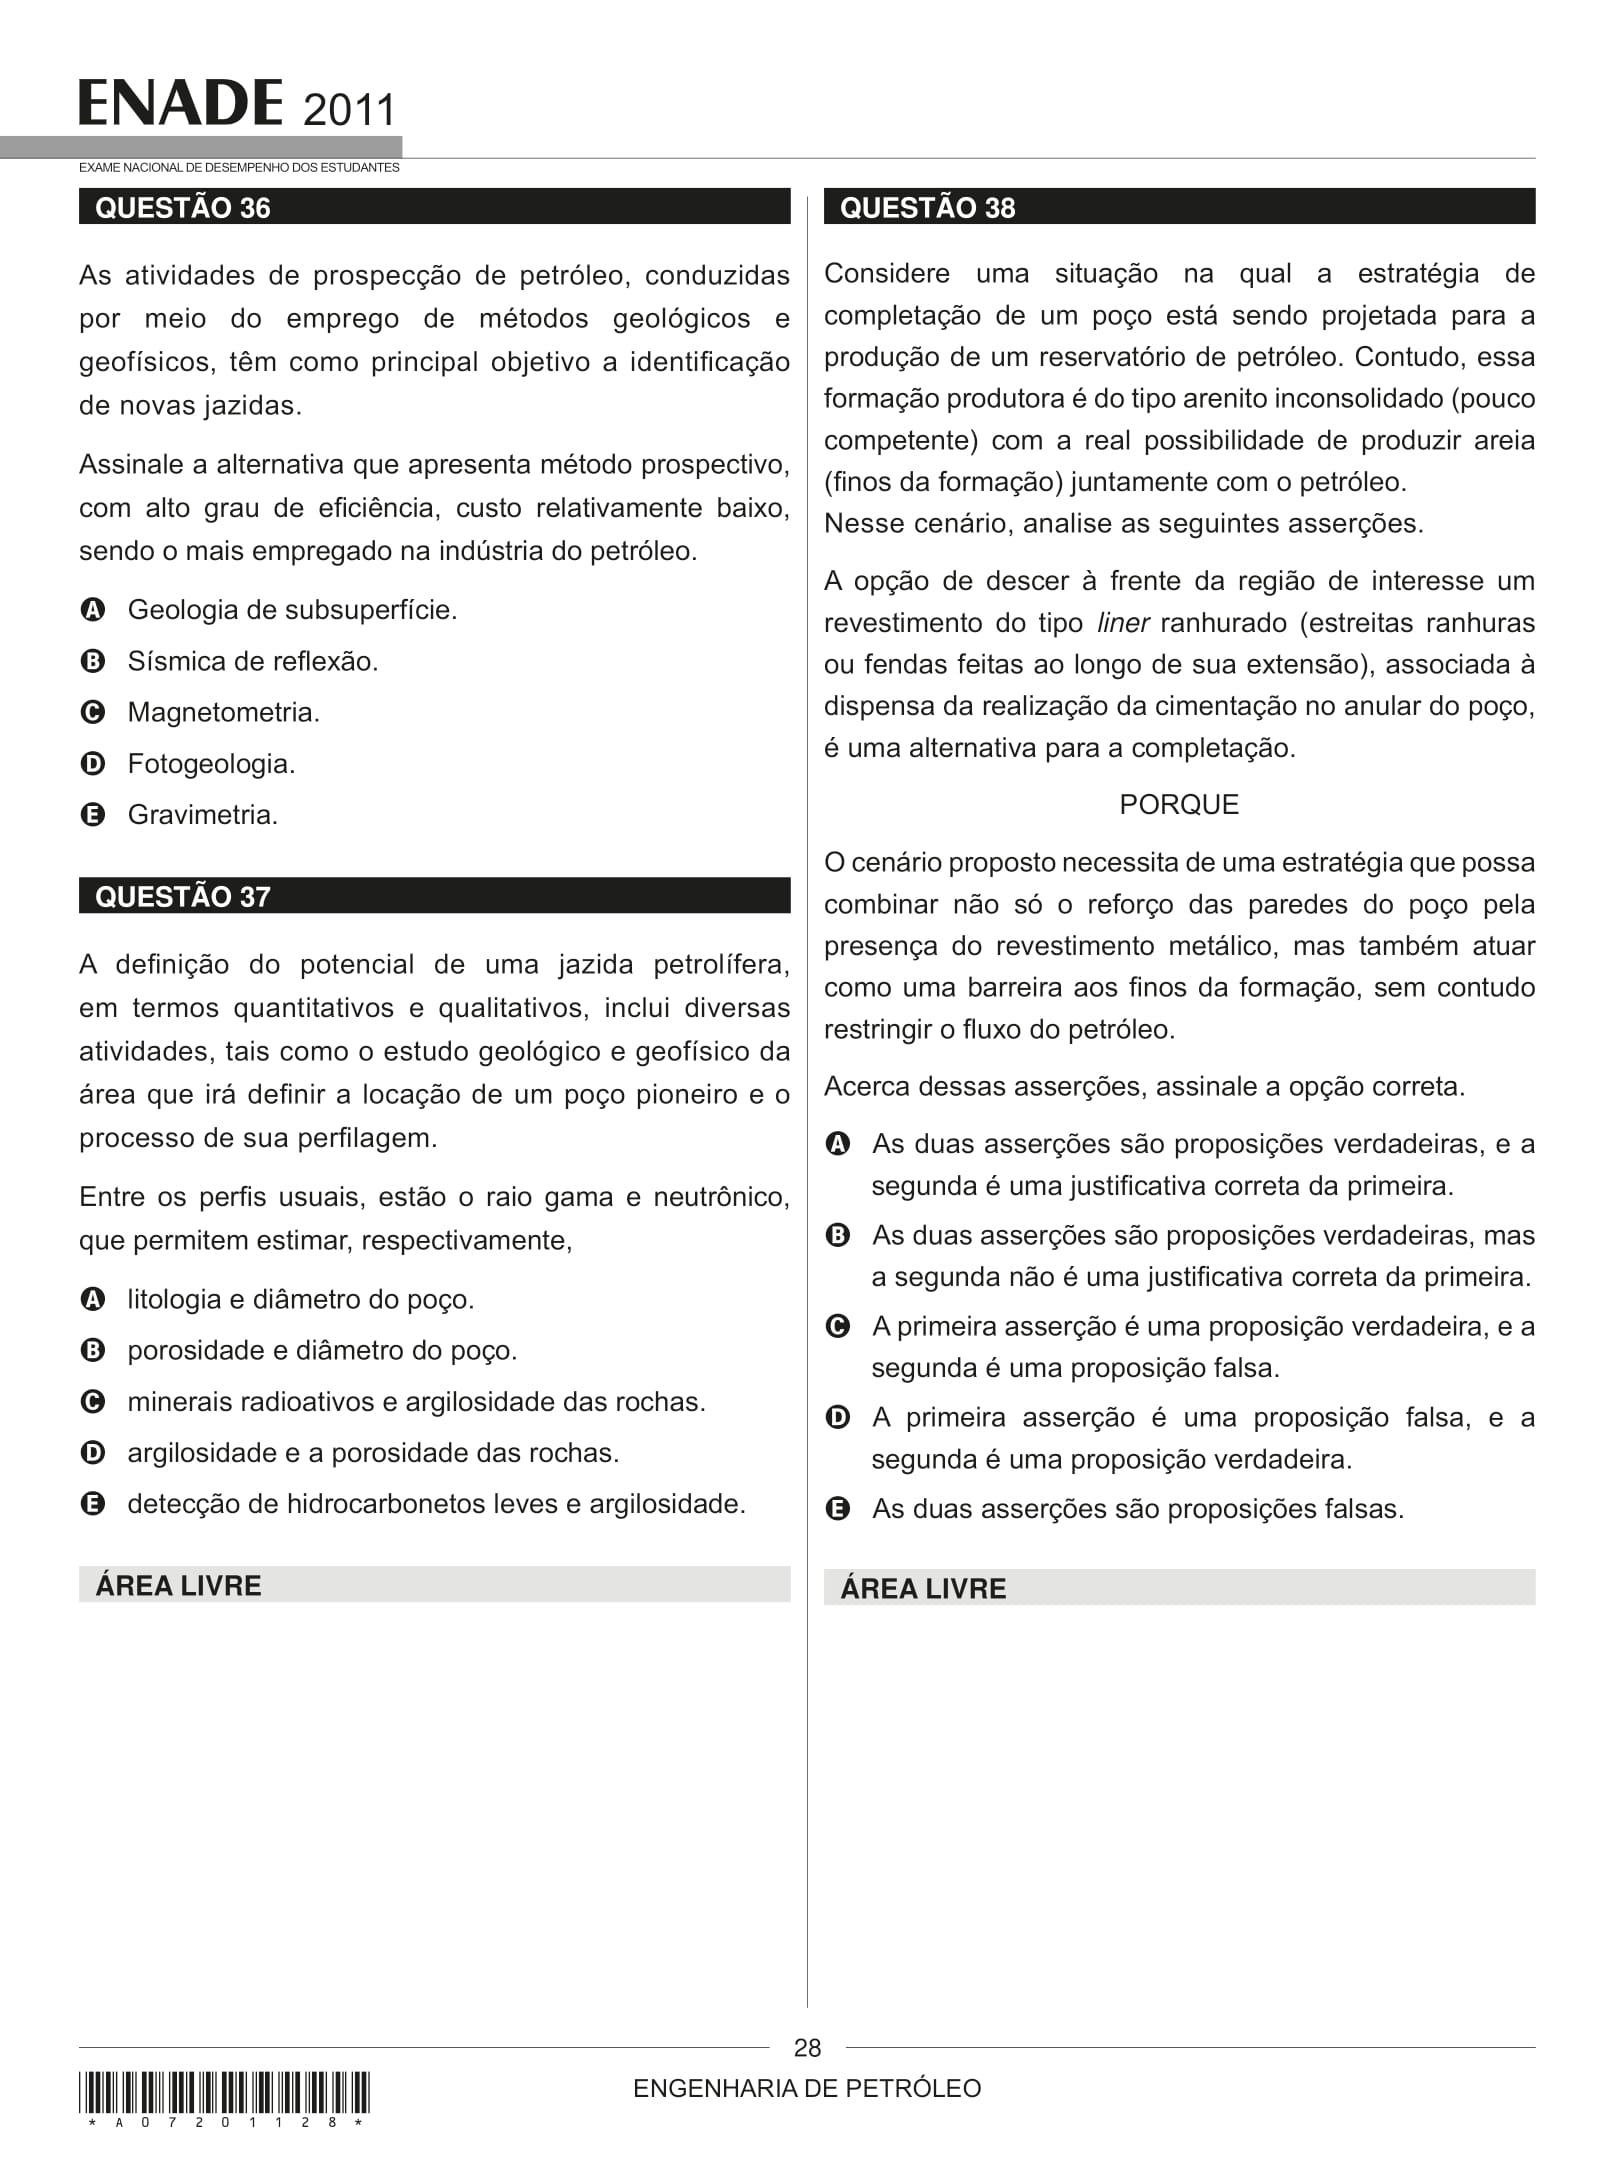 ENADE 2011
EXAME NACIONAL DE DESEMPENHO DOS ESTUDANTES
QUESTÃO 36
As atividades de prospecção de petróleo, conduzidas
por meio do emprego de métodos geológicos e
geofísicos, têm como principal objetivo a identificação
de novas jazidas.
Assinale a alternativa que apresenta método prospectivo,
com alto grau de eficiência, custo relativamente baixo,
sendo o mais empregado na indústria do petróleo.
A Geologia de subsuperfície.
B Sísmica de reflexão.
C Magnetometria.
D Fotogeologia.
E Gravimetria.
QUESTÃO 37
A definição do potencial de uma jazida petrolífera,
em termos quantitativos e qualitativos, inclui diversas
atividades, tais como o estudo geológico e geofísico da
área que irá definir a locação de um poço pioneiro e o
processo de sua perfilagem.
Entre os perfis usuais, estão o raio gama e neutrônico,
que permitem estimar, respectivamente,
A litologia e diâmetro do poço.
B porosidade e diâmetro do poço.
C minerais radioativos e argilosidade das rochas.
D argilosidade e a porosidade das rochas.
E detecção de hidrocarbonetos leves e argilosidade.
ÁREA LIVRE
QUESTÃO 38
Considere uma situação na qual a estratégia de
completação de um poço está sendo projetada para a
produção de um reservatório de petróleo. Contudo, essa
formação produtora é do tipo arenito inconsolidado (pouco
competente) com a real possibilidade de produzir areia
(finos da formação) juntamente com o petróleo.
Nesse cenário, analise as seguintes asserções.
A opção de descer à frente da região de interesse um
revestimento do tipo liner ranhurado (estreitas ranhuras
ou fendas feitas ao longo de sua extensão), associada à
dispensa da realização da cimentação no anular do poço,
é uma alternativa para a completação.
PORQUE
O cenário proposto necessita de uma estratégia que possa
combinar não só o reforço das paredes do poço pela
presença do revestimento metálico, mas também atuar
como uma barreira aos finos da formação, sem contudo
restringir o fluxo do petróleo.
Acerca dessas asserções, assinale a opção correta.
A As duas asserções são proposições verdadeiras, e a
segunda é uma justificativa correta da primeira.
B As duas asserções são proposições verdadeiras, mas
a segunda não é uma justificativa correta da primeira.
C A primeira asserção é uma proposição verdadeira, e a
segunda é uma proposição falsa.
D A primeira asserção é uma proposição falsa, e a
segunda é uma proposição verdadeira.
E As duas asserções são proposições falsas.
ÁREA LIVRE
28
ENGENHARIA DE PETRÓLEO
*A07201128*